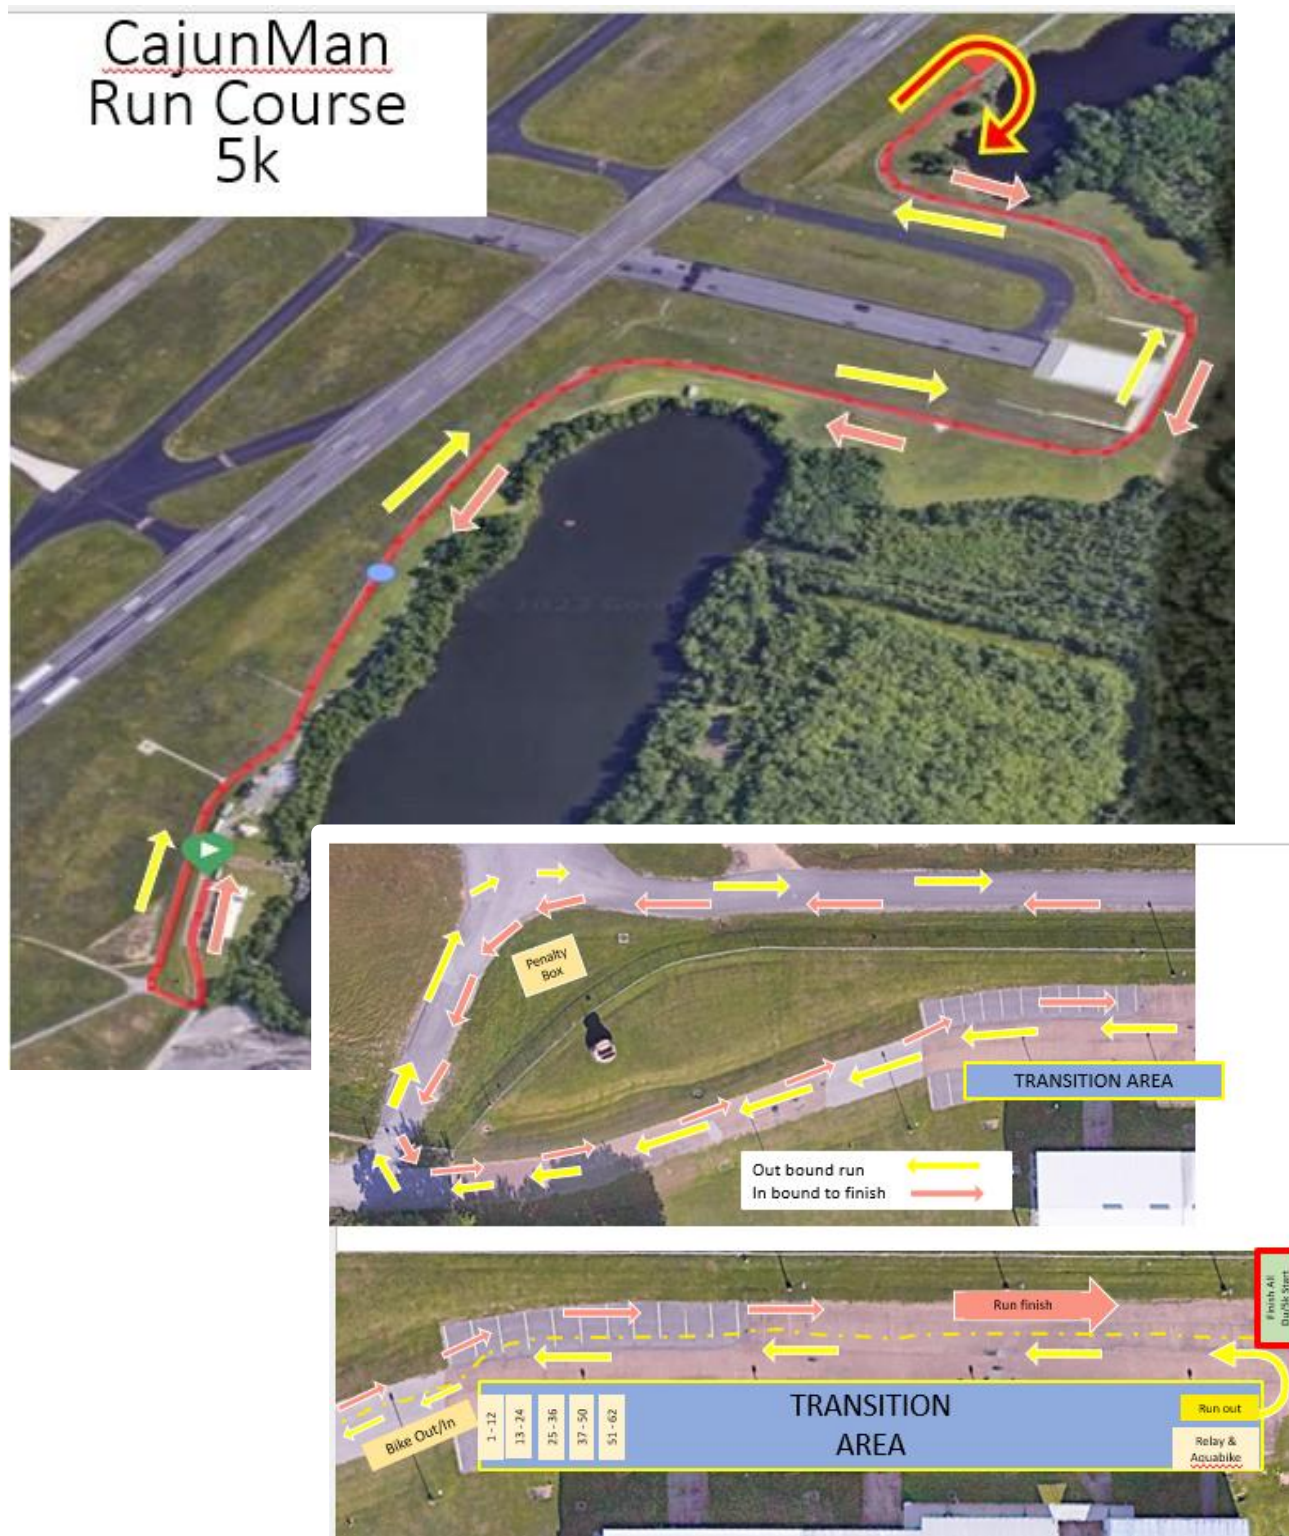 CajunMan
Run Course
5k
Penalty
Box
TRANSITION AREA
Out bound run
In bound to finish
Run finish
Finish All
Du/5k Start
TRANSITION
AREA
1 - 12
13 - 24
25 - 36
37 - 50
51 - 62
Bike Out/In
Run out
Relay &
Aquabike